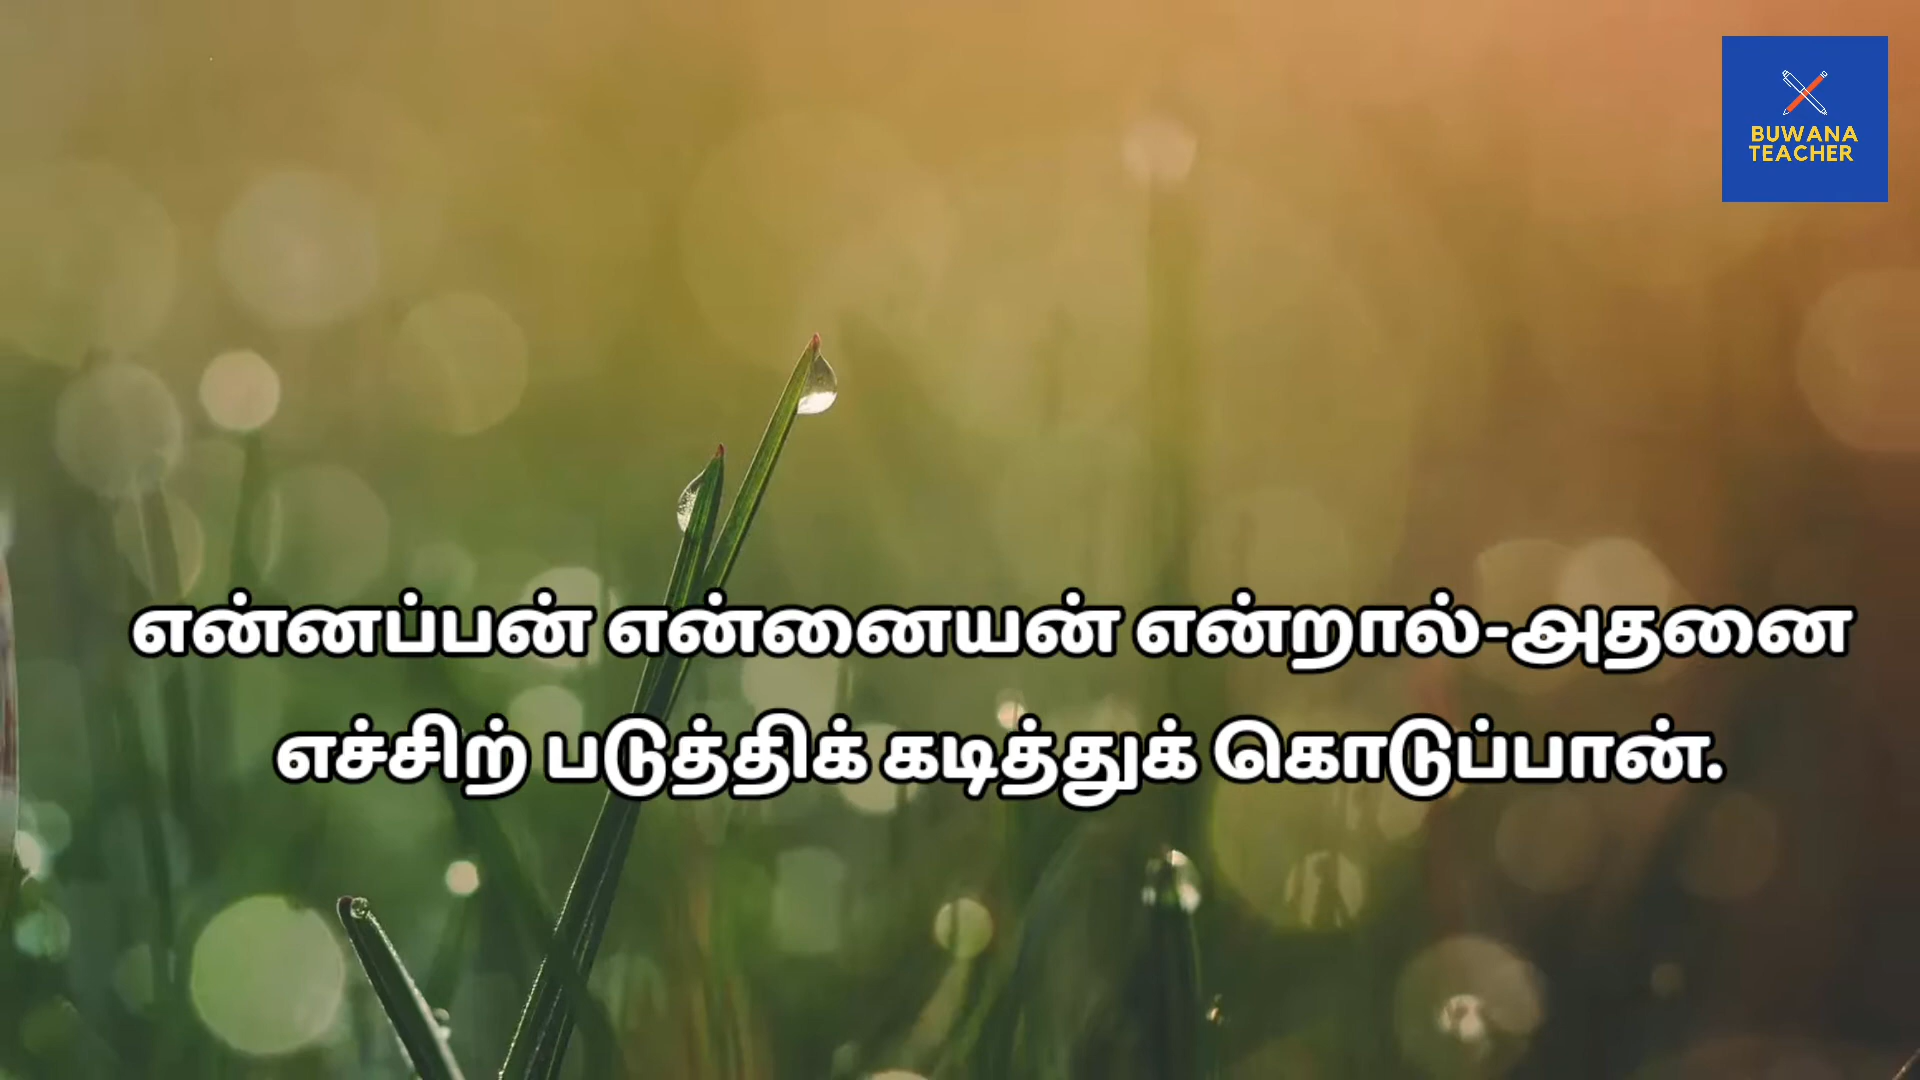 BUWANA
TEACHER
என்னப்பன் என்னையன் என்றால்-அதனை
எச்சிற் படுத்திக் கடித்துக் கொடுப்பான்.